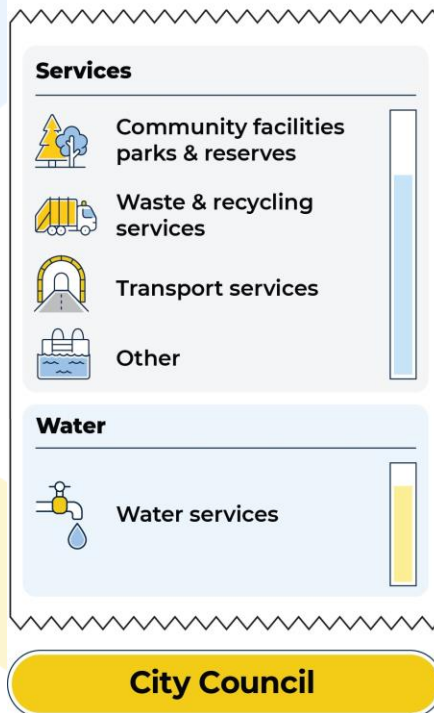 Services
Community facilities
parks & reserves
Waste & recycling
services
Transport services
Other
Water
Water services
City Council